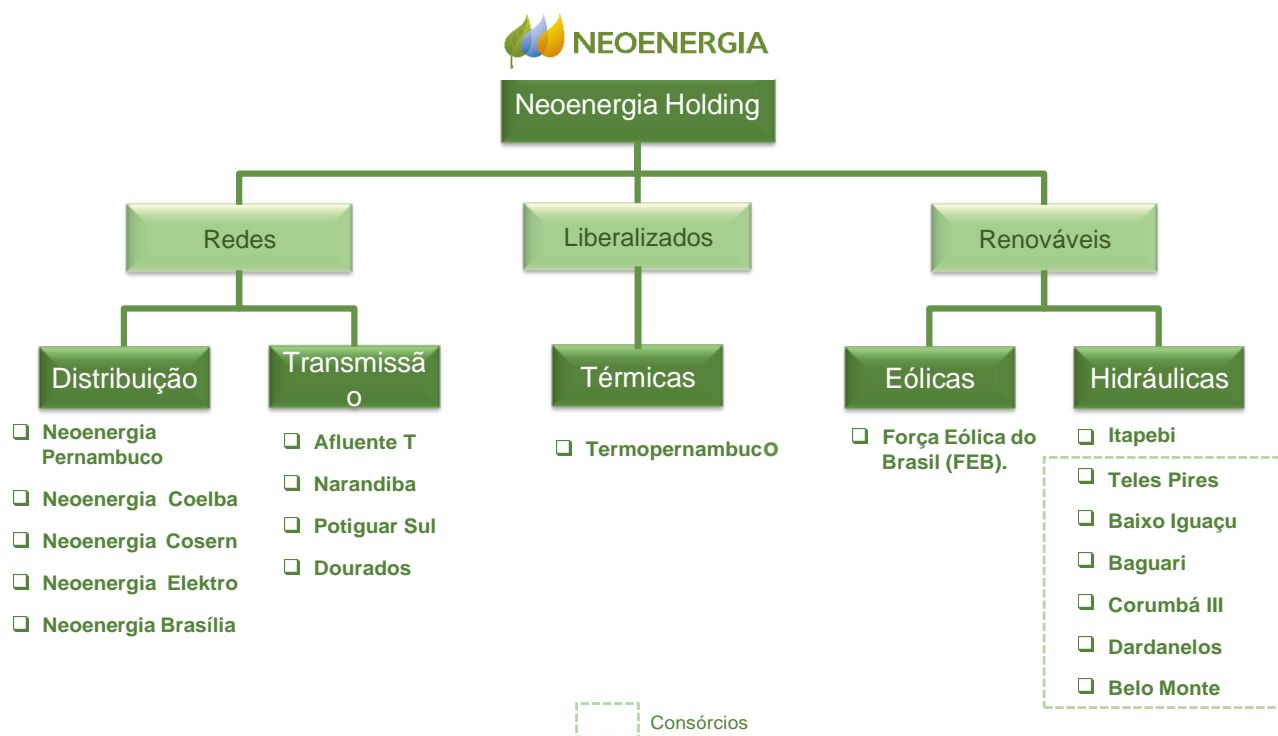 NEOENERGIA
Neoenergia Holding
Redes
Liberalizados
Renováveis
Distribuição
Transmissã
o
Térmicas
Eólicas
Hidráulicas
Neoenergia
Pernambuco
Neoenergia Coelba
Neoenergia Cosern
Neoenergia Elektro
Neoenergia Brasília
Afluente T
Narandiba
Potiguar Sul
Dourados
Termopernambuco
Força Eólica do
Brasil (FEB).
Itapebi
Teles Pires
Baixo Iguaçu
Baguari
Corumbá III
Dardanelos
Belo Monte
Consórcios